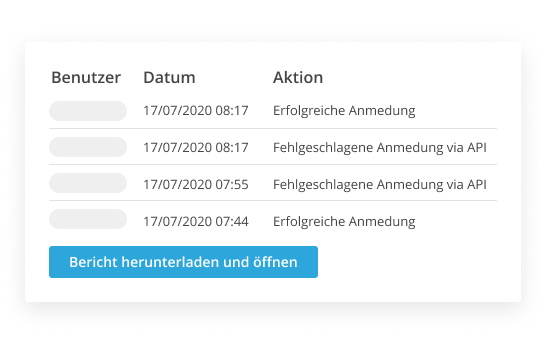 Benutzer Datum Aktion
17/07/2020 08:17 Erfolgreiche Anmedung
17/07/2020 08:17 Fehlgeschlagene Anmedung via API
17/07/2020 07:55 Fehlgeschlagene Anmedung via API
17/07/2020 07:44 Erfolgreiche Anmedung
Bericht herunterladen und öffnen